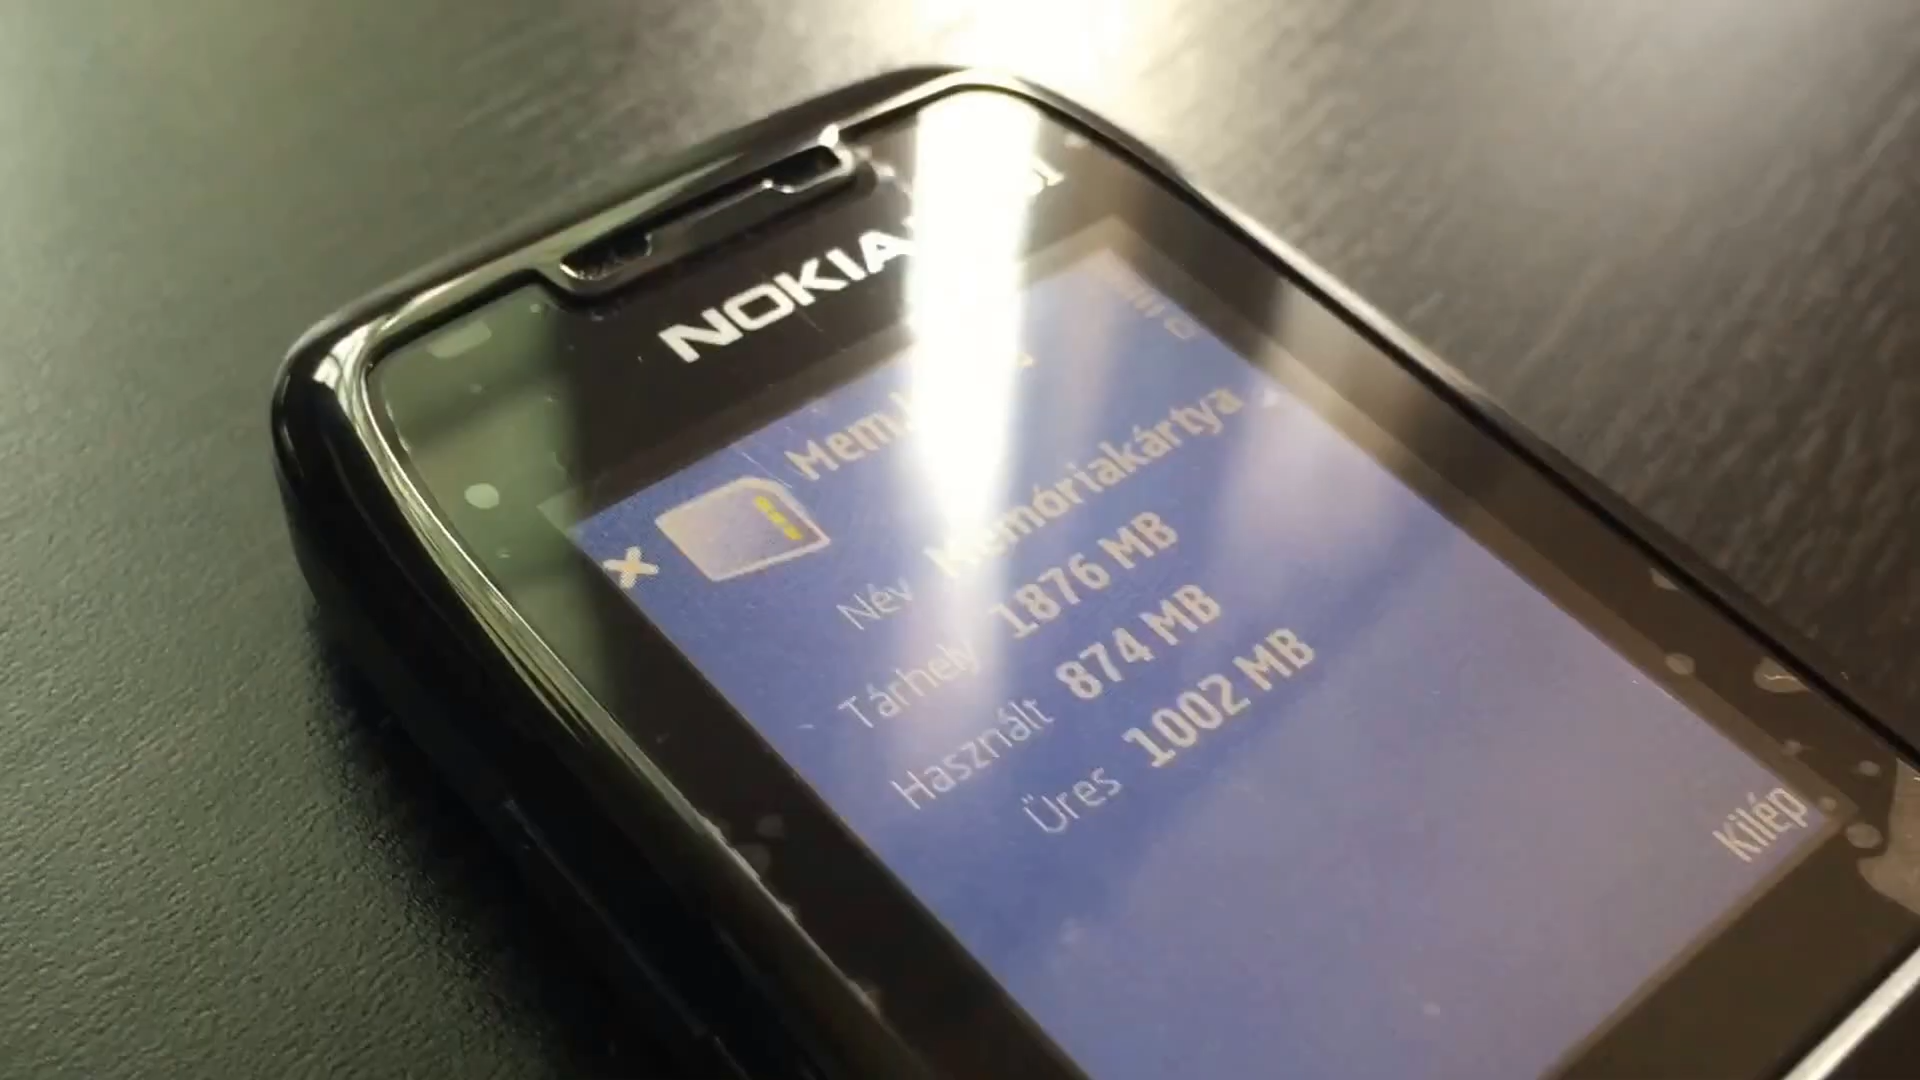 NOKIA
Név Memóriakártya
Tárhely 1876 MB
Használt 874 MB
Üres 1002 MB
Kilép